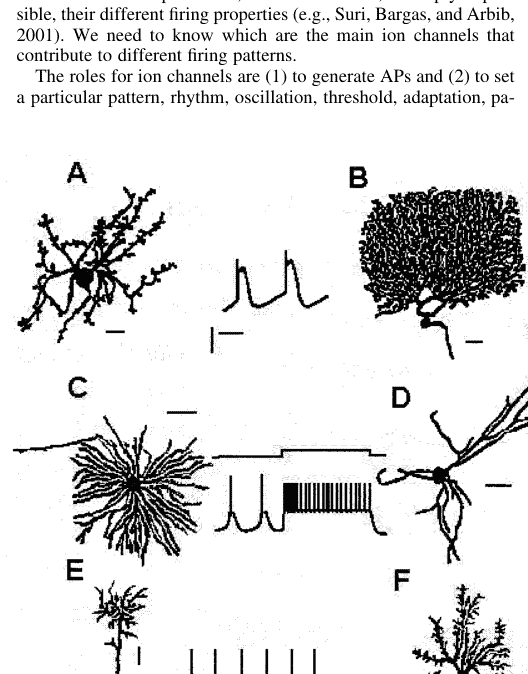 sible, their different firing properties (e.g., Suri, Bargas, and Arbib,
2001). We need to know which are the main ion channels that
contribute to different firing patterns.
The roles for ion channels are (1) to generate APs and (2) to set
a particular pattern, rhythm, oscillation, threshold, adaptation, pa-
A
B
C
D
E
F